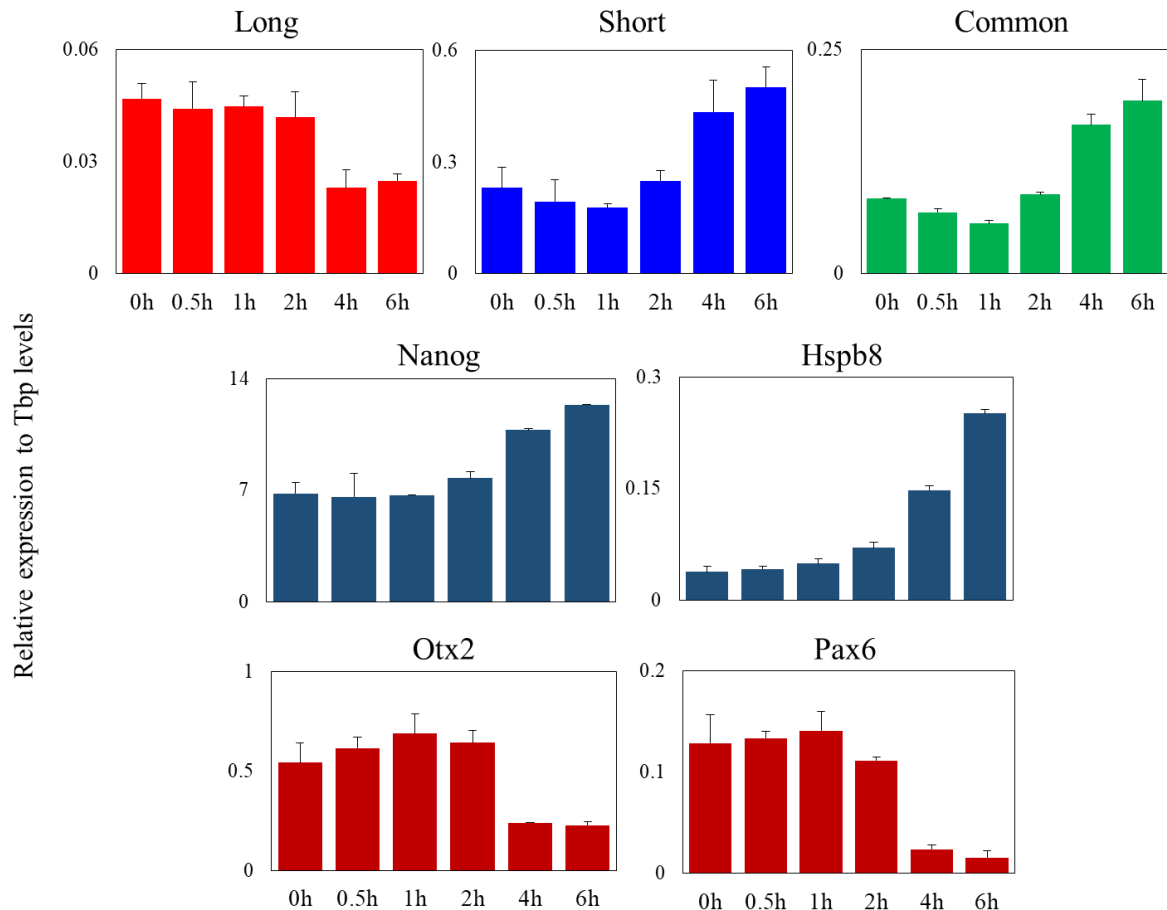 Long Short Common
0.06 0.6 0.25
0.03 0.3
0 0 0
0h 0.5h 1h 2h 4h 6h 0h 0.5h 1h 2h 4h 6h 0h 0.5h 1h 2h 4h 6h
Relative expression to Tbp levels
Nanog Hspb8
14 0.3
7 0.15
0 0
Otx2 Pax6
1 0.2
0.5 0.1
0 0
0h 0.5h 1h 2h 4h 6h 0h 0.5h 1h 2h 4h 6h